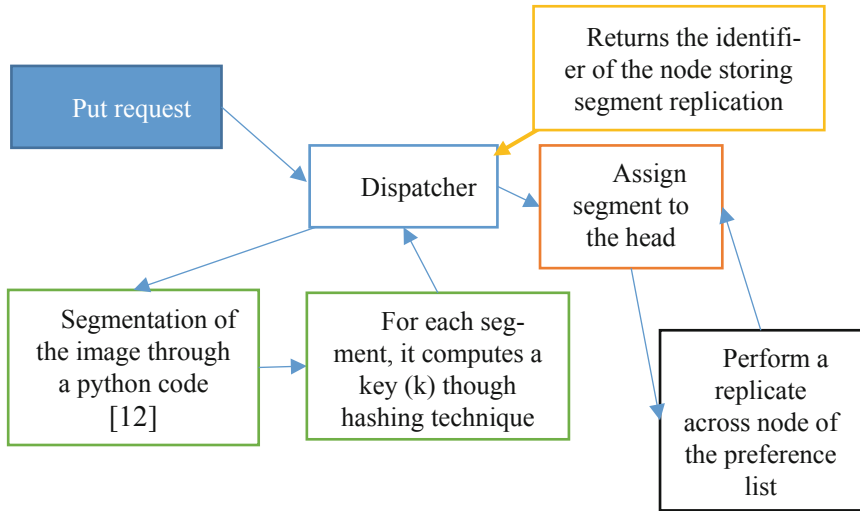 Returns the identifi-
er of the node storing
segment replication
Put request
Dispatcher
Assign
segment to
the head
Segmentation of
the image through
a python code
[12]
For each seg-
ment, it computes a
key (k) though
hashing technique
Perform a
replicate
across node of
the preference
list